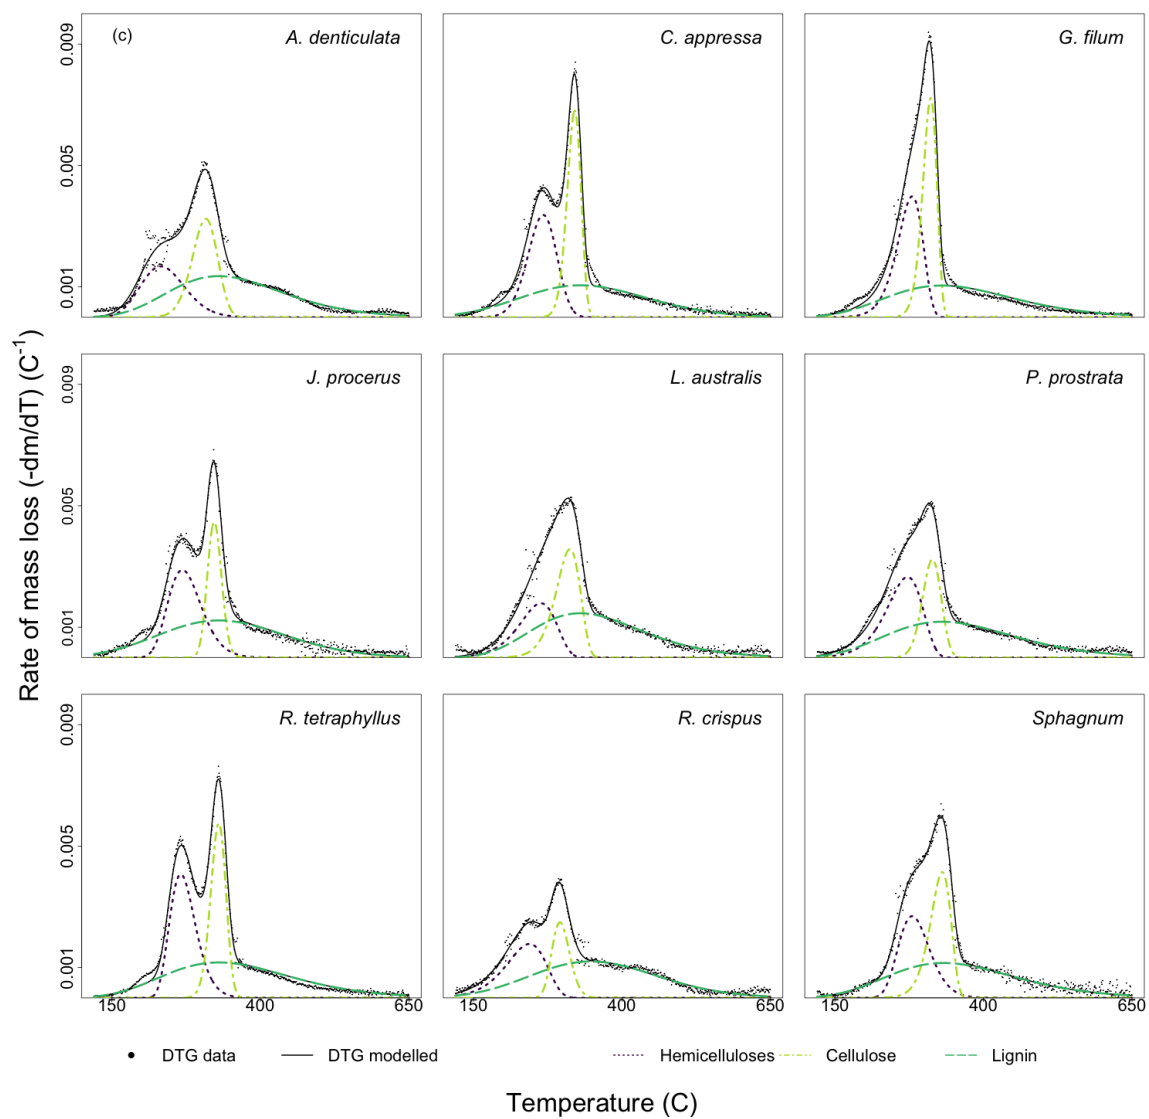 (c)
A. denticulata
C. appressa
G. filum
0.009
0.005
0.001
J. procerus
L. australis
P. prostrata
0.009
0.005
0.001
R. tetraphyllus
R. crispus
Sphagnum
0.009
0.005
0.001
150 400 650
150 400 650
150 400 650
Rate of mass loss (-dm/dT) (C⁻¹)
DTG data
DTG modelled
Hemicelluloses
Cellulose
Lignin
Temperature (C)